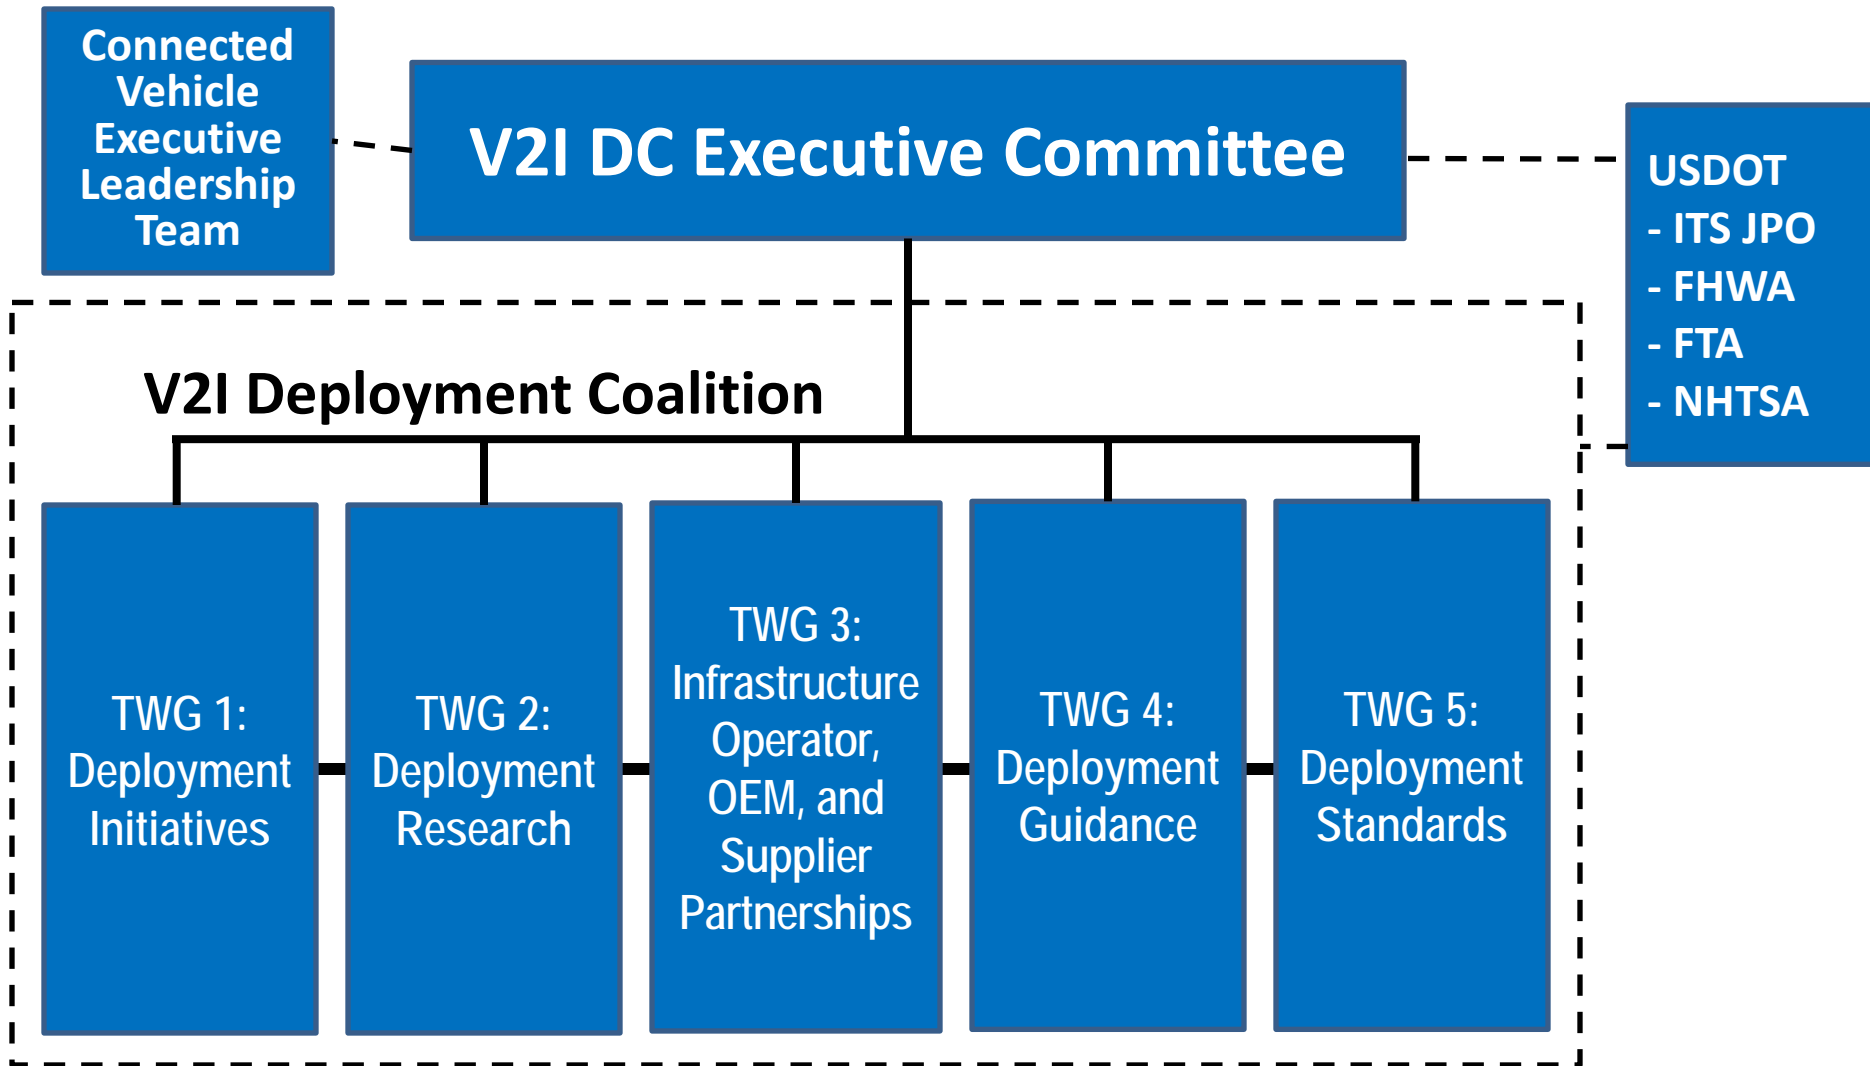 Connected
Vehicle
Executive
Leadership
Team
V2I DC Executive Committee
USDOT
- ITS JPO
- FHWA
- FTA
- NHTSA
V2I Deployment Coalition
TWG 1:
Deployment
Initiatives
TWG 2:
Deployment
Research
TWG 3:
Infrastructure
Operator,
OEM, and
Supplier
Partnerships
TWG 4:
Deployment
Guidance
TWG 5:
Deployment
Standards